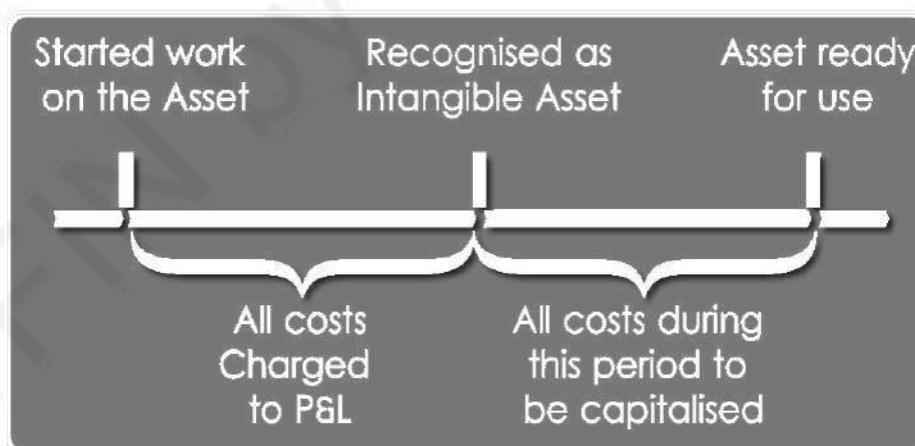 Started work
on the Asset
Recognised as
Intangible Asset
Asset ready
for use
All costs
Charged
to P&L
All costs during
this period to
be capitalised